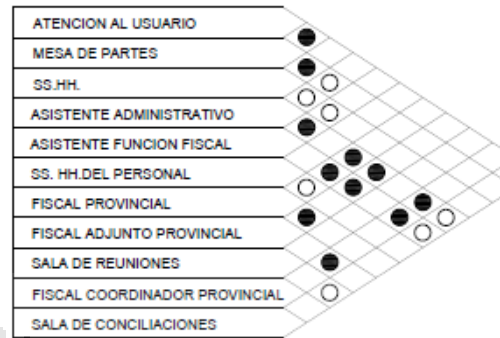 ATENCION AL USUARIO
MESA DE PARTES
SS.HH.
ASISTENTE ADMINISTRATIVO
ASISTENTE FUNCION FISCAL
SS. HH.DEL PERSONAL
FISCAL PROVINCIAL
FISCAL ADJUNTO PROVINCIAL
SALA DE REUNIONES
FISCAL COORDINADOR PROVINCIAL
SALA DE CONCILIACIONES